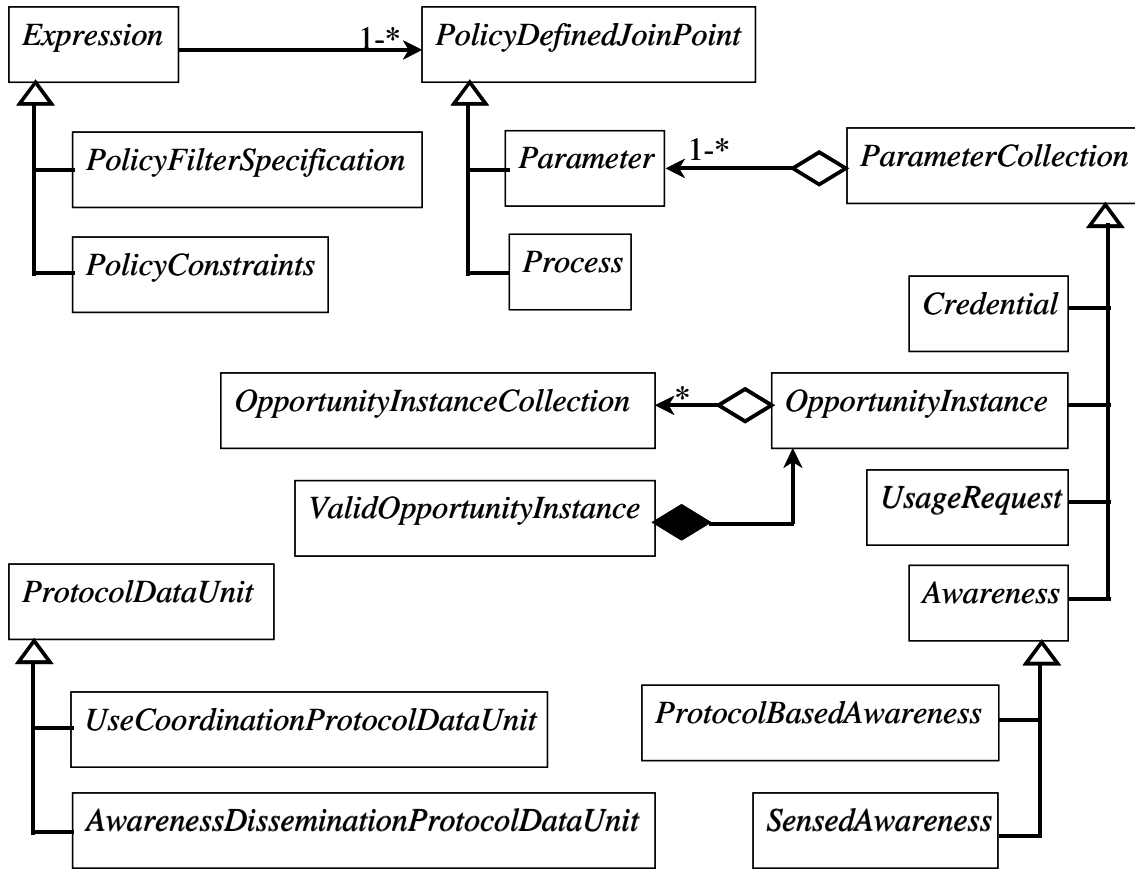 Expression
1-*
PolicyDefinedJoinPoint
PolicyFilterSpecification
Parameter
1-*
ParameterCollection
PolicyConstraints
Process
Credential
OpportunityInstanceCollection
*
OpportunityInstance
ValidOpportunityInstance
UsageRequest
ProtocolDataUnit
Awareness
UseCoordinationProtocolDataUnit
ProtocolBasedAwareness
AwarenessDisseminationProtocolDataUnit
SensedAwareness